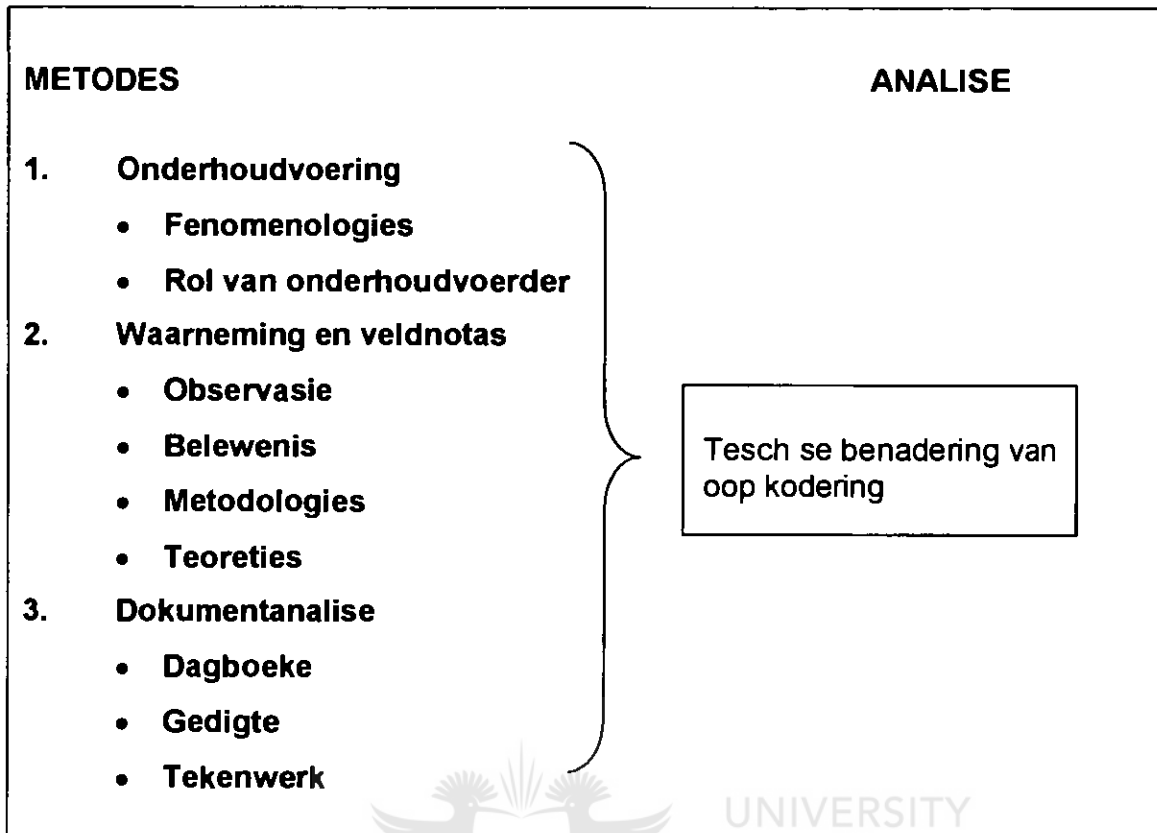 METODES ANALISE
1. Onderhoudvoering
• Fenomenologies
• Rol van onderhoudvoerder
2. Waarneming en veldnotas
• Observasie
• Belewenis
• Metodologies
• Teoreties
3. Dokumentanalise
• Dagboeke
• Gedigte
• Tekenwerk
Tesch se benadering van
oop kodering
UNIVERSITY